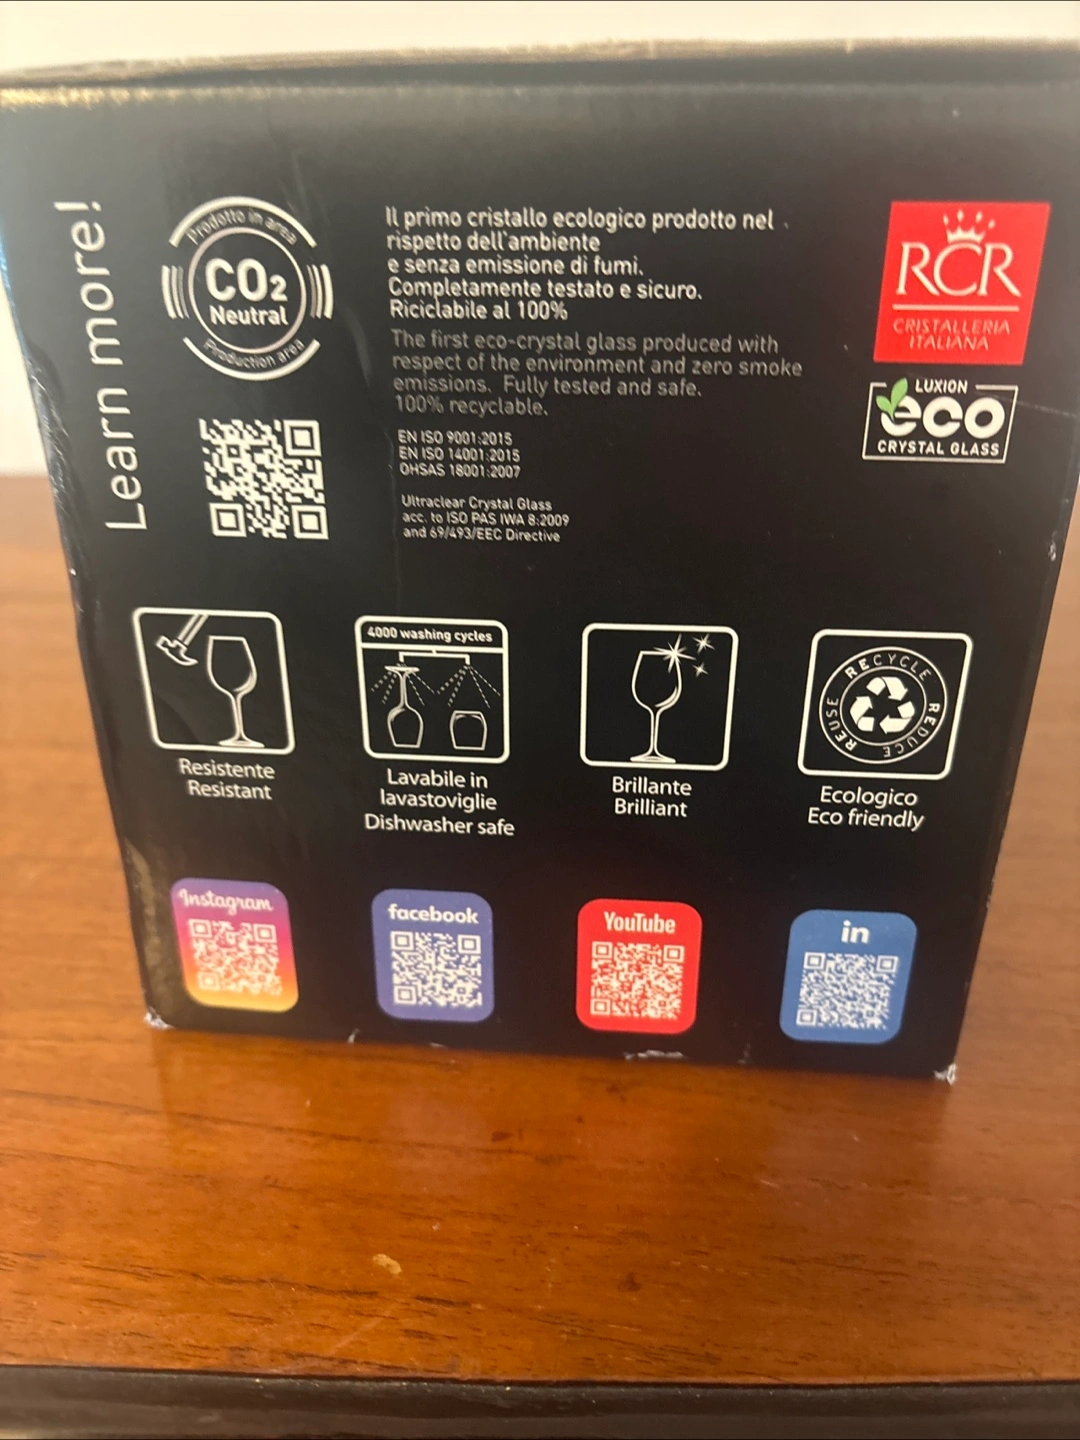 Learn more!
Prodotto in area
CO2
Neutral
Production area
Il primo cristallo ecologico prodotto nel
rispetto dell'ambiente
e senza emissione di fumi.
Completamente testato e sicuro.
Riciclabile al 100%
The first eco-crystal glass produced with
respect of the environment and zero smoke
emissions. Fully tested and safe.
100% recyclable.
EN ISO 9001:2015
EN ISO 14001:2015
OHSAS 18001:2007
Ultraclear Crystal Glass
acc. to ISO PAS IWA 8:2009
and 69/493/EEC Directive
RCR
CRISTALLERIA
ITALIANA
LUXION
eco
CRYSTAL GLASS
Resistente
Resistant
4000 washing cycles
Lavabile in
lavastoviglie
Dishwasher safe
Brillante
Brilliant
RECYCLE
REDUCE
REUSE
Ecologico
Eco friendly
Instagram
facebook
YouTube
in